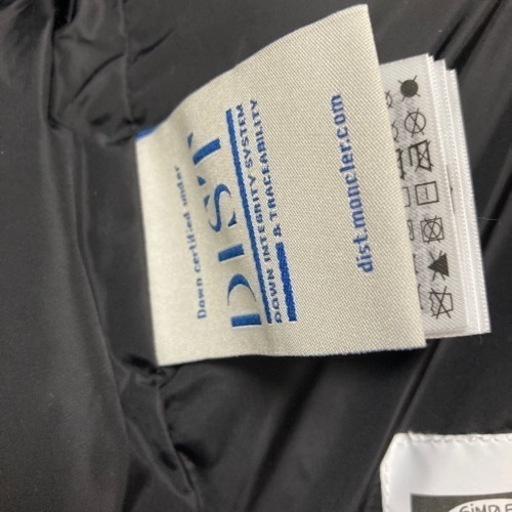 Down certified under
DIST
DOWN INTEGRITY SYSTEM
& TRACEABILITY
dist.moncler.com